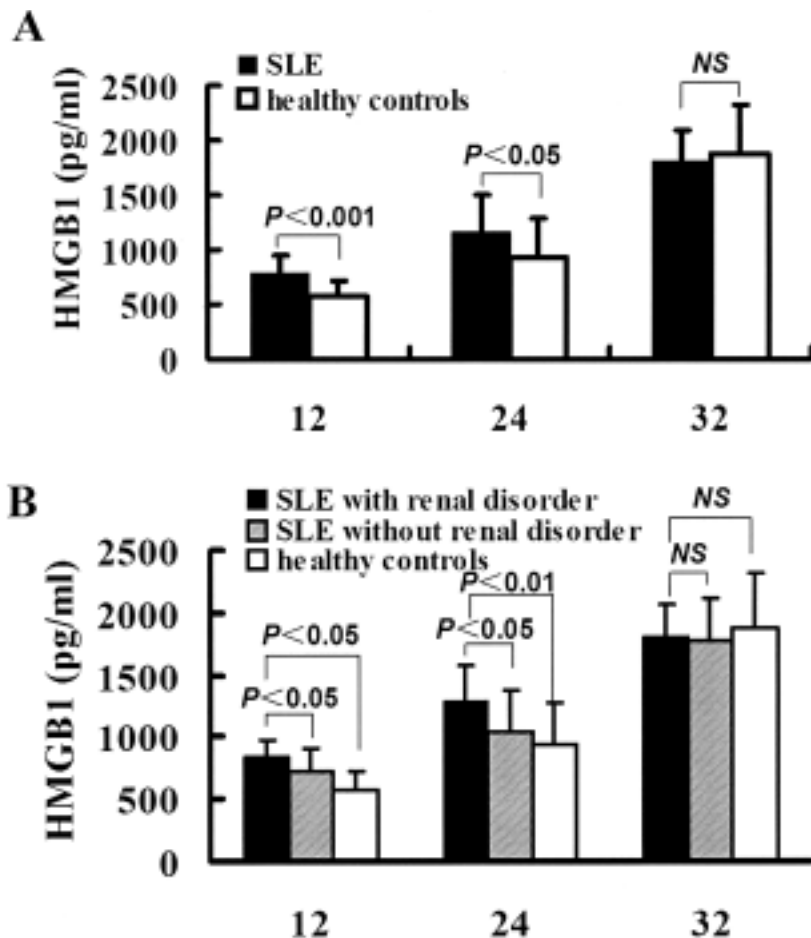 A
SLE
healthy controls
HMGB1 (pg/ml)
2500
2000
1500
1000
500
0
P<0.001
P<0.05
NS
12 24 32
B
SLE with renal disorder
SLE without renal disorder
healthy controls
HMGB1 (pg/ml)
2500
2000
1500
1000
500
0
P<0.05
P<0.05
P<0.01
P<0.05
NS
NS
12 24 32